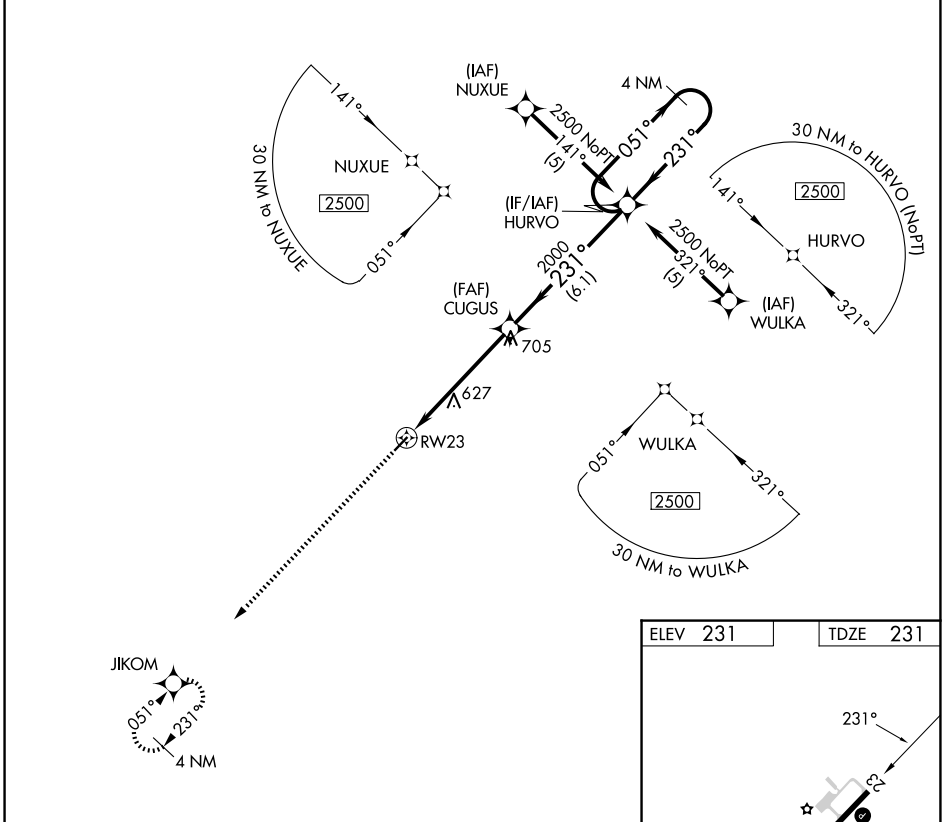 (IAF)
NUXUE
4 NM
2500 NoPT
141°
(5)
051°
231°
141°
NUXUE
30 NM to NUXUE
2500
051°
30 NM to HURVO (NoPT)
2500
141°
HURVO
321°
(IF/IAF)
HURVO
2500 NoPT
321°
(5)
(IAF)
WULKA
2000
231°
(6.1)
(FAF)
CUGUS
705
627
RW23
WULKA
051°
321°
2500
30 NM to WULKA
JIKOM
051°
231°
4 NM
ELEV 231
TDZE 231
231°
23
P